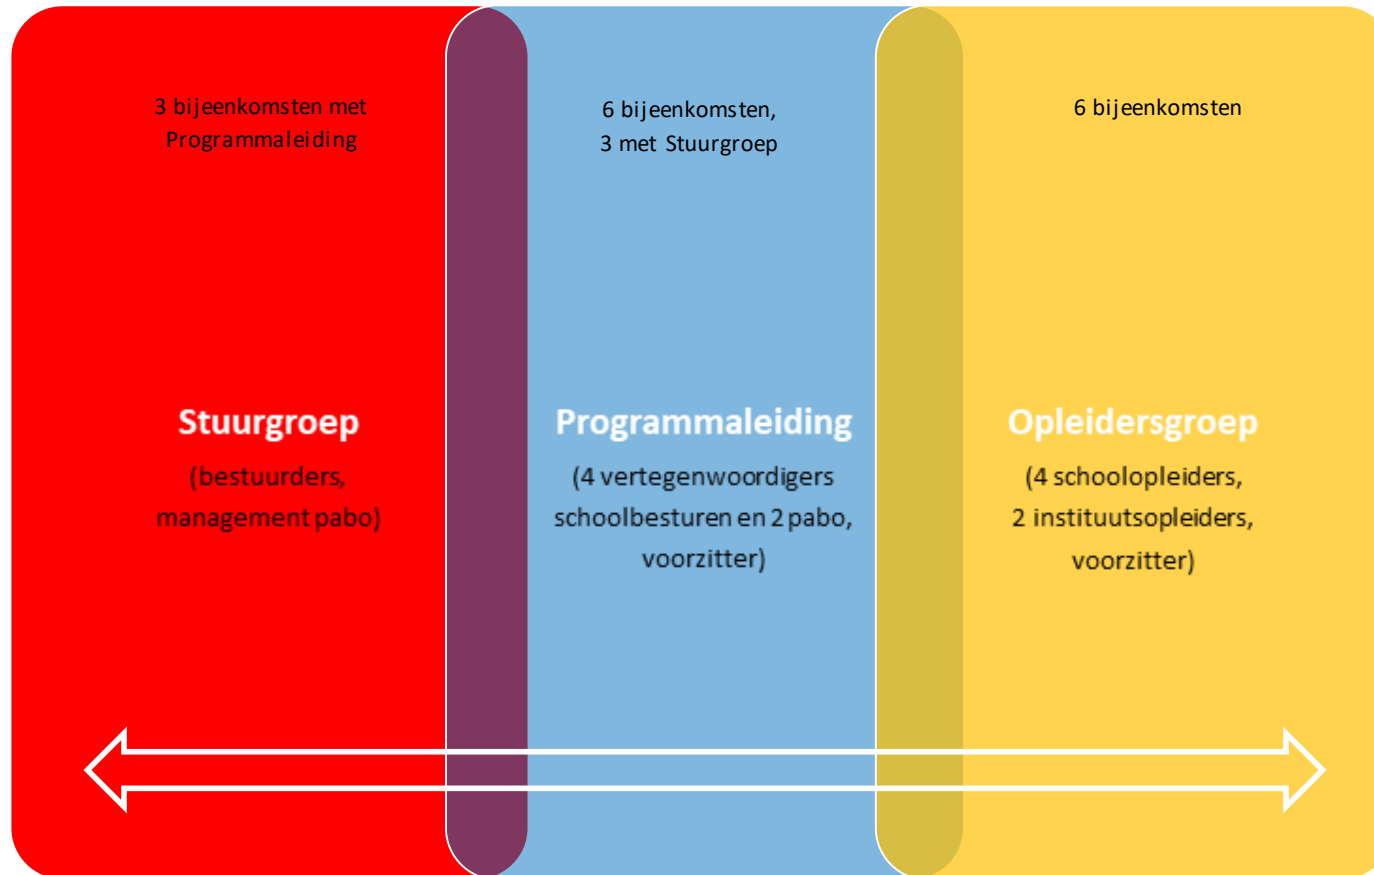 3 bijeenkomsten met
Programmaleiding
6 bijeenkomsten,
3 met Stuurgroep
6 bijeenkomsten
Stuurgroep
(bestuurders,
management pabo)
Programmaleiding
(4 vertegenwoordigers
schoolbesturen en 2 pabo,
voorzitter)
Opleidersgroep
(4 schoolopleiders,
2 instituutsopleiders,
voorzitter)